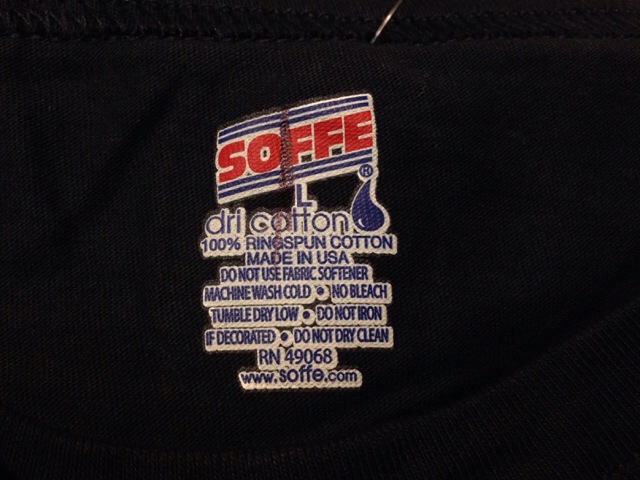 SOFFE
L
®
dri cotton
100% RINGSPUN COTTON
MADE IN USA
DO NOT USE FABRIC SOFTENER
MACHINE WASH COLD • NO BLEACH
TUMBLE DRY LOW • DO NOT IRON
IF DECORATED • DO NOT DRY CLEAN
RN 49068
www.soffe.com